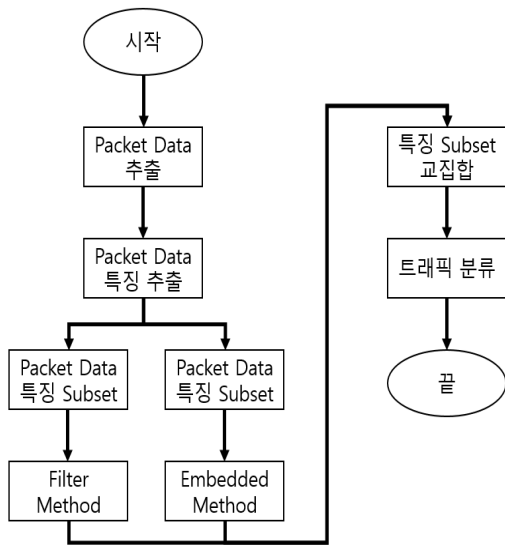 시작
Packet Data
추출
Packet Data
특징 추출
Packet Data
특징 Subset
Packet Data
특징 Subset
Filter
Method
Embedded
Method
특징 Subset
교집합
트래픽 분류
끝